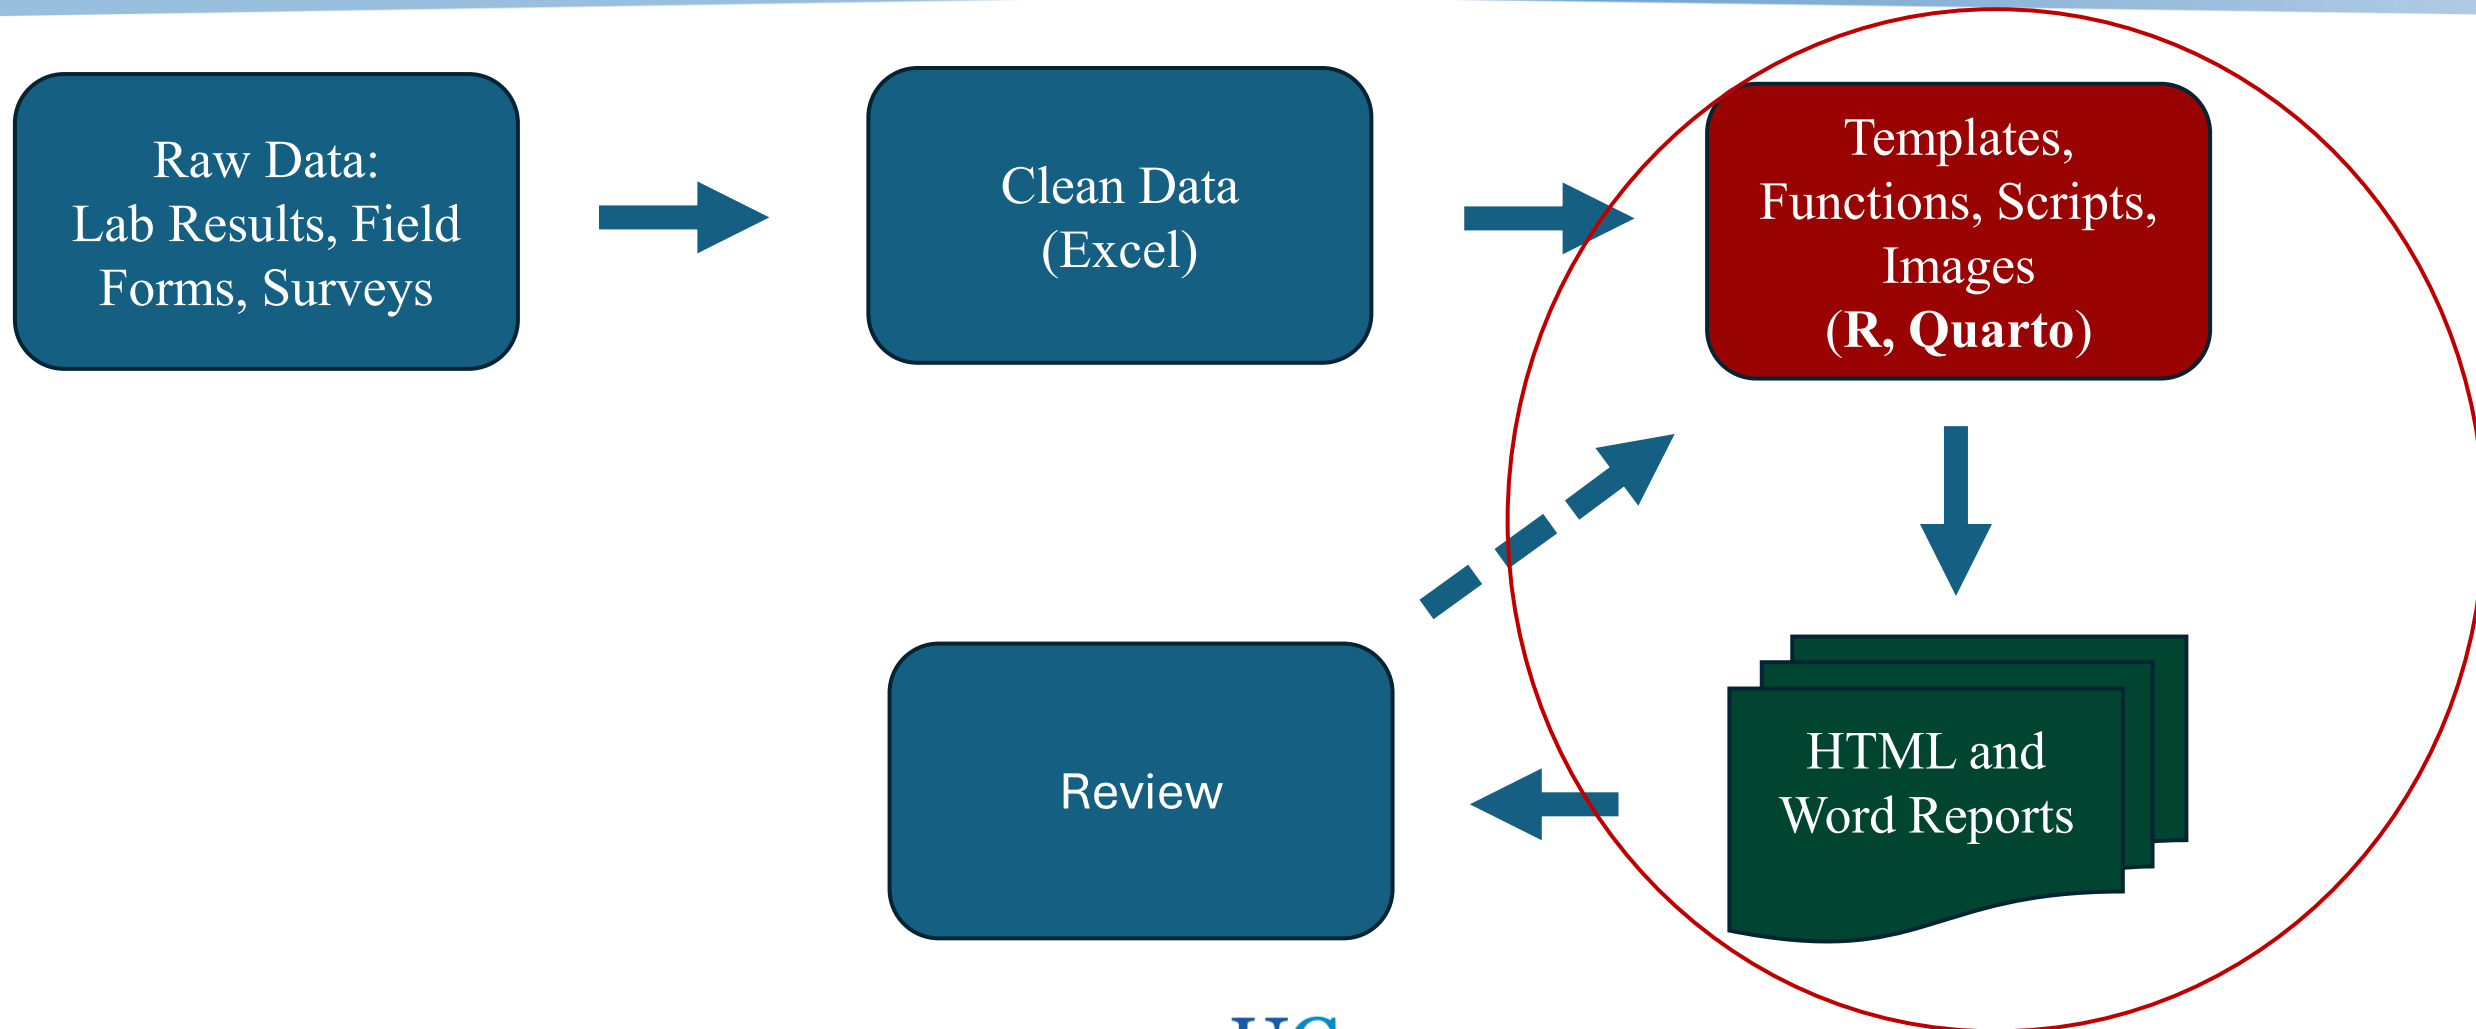 Raw Data:
Lab Results, Field
Forms, Surveys
Clean Data
(Excel)
Templates,
Functions, Scripts,
Images
(R, Quarto)
HTML and
Word Reports
Review